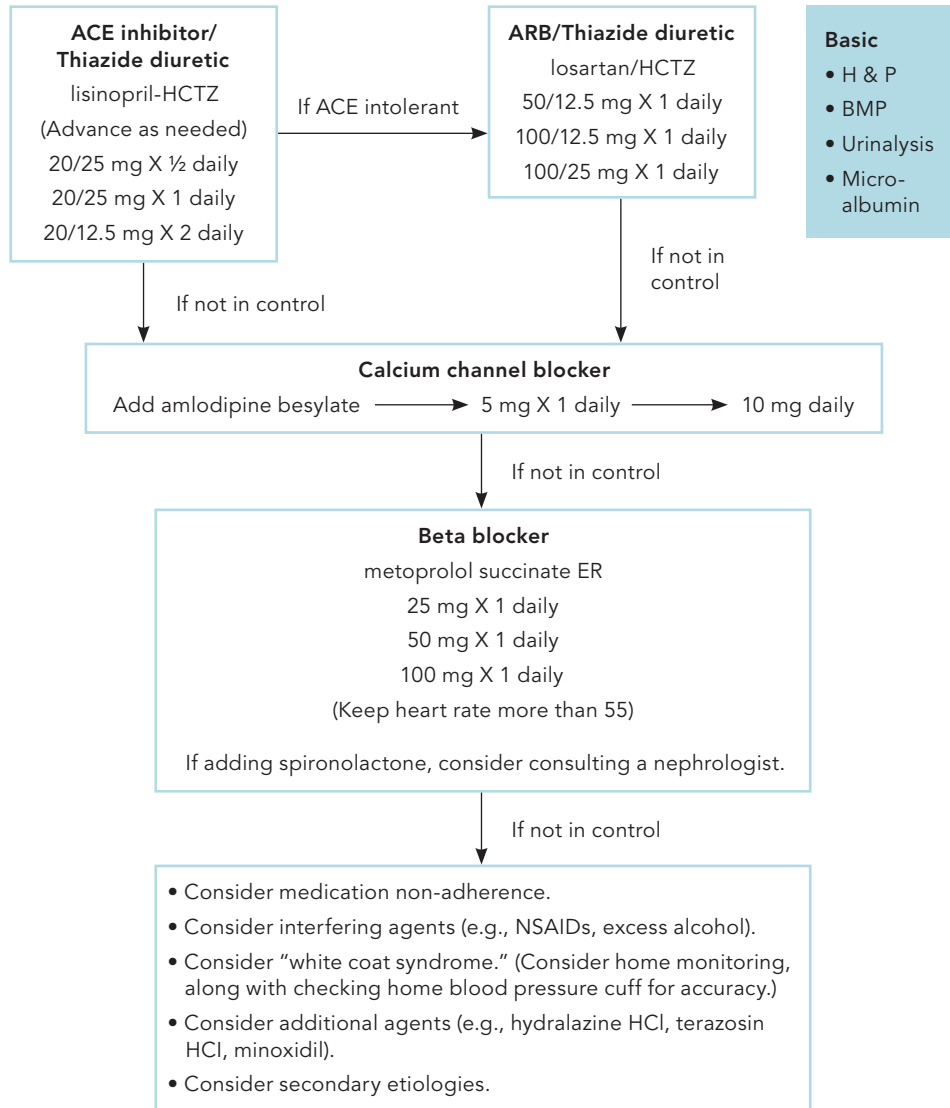 ACE inhibitor/
Thiazide diuretic
lisinopril-HCTZ
(Advance as needed)
20/25 mg X ½ daily
20/25 mg X 1 daily
20/12.5 mg X 2 daily
If ACE intolerant
ARB/Thiazide diuretic
losartan/HCTZ
50/12.5 mg X 1 daily
100/12.5 mg X 1 daily
100/25 mg X 1 daily
Basic
• H & P
• BMP
• Urinalysis
• Micro-
albumin
If not in control
If not in
control
Calcium channel blocker
Add amlodipine besylate
5 mg X 1 daily
10 mg daily
If not in control
Beta blocker
metoprolol succinate ER
25 mg X 1 daily
50 mg X 1 daily
100 mg X 1 daily
(Keep heart rate more than 55)
If adding spironolactone, consider consulting a nephrologist.
If not in control
• Consider medication non-adherence.
• Consider interfering agents (e.g., NSAIDs, excess alcohol).
• Consider “white coat syndrome.” (Consider home monitoring,
along with checking home blood pressure cuff for accuracy.)
• Consider additional agents (e.g., hydralazine HCl, terazosin
HCl, minoxidil).
• Consider secondary etiologies.